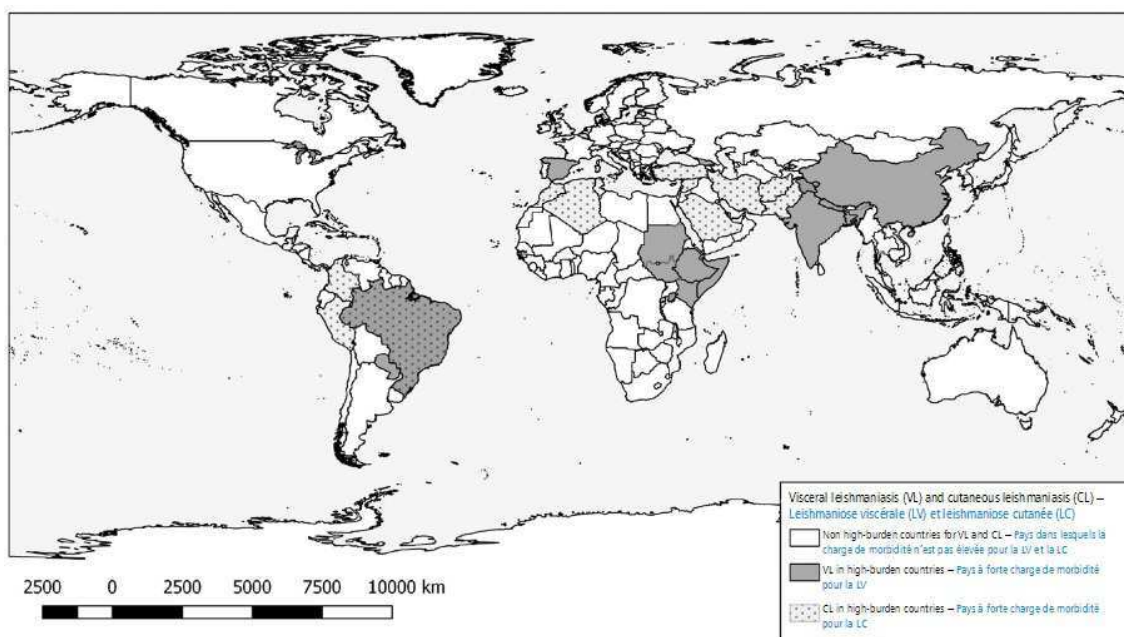 Visceral leishmaniasis (VL) and cutaneous leishmaniasis (CL) –
Leishmaniose viscérale (LV) et leishmaniose cutanée (LC)
Non high-burden countries for VL and CL – Pays dans lesquels la
charge de morbidité n'est pas élevée pour la LV et la LC
VL in high-burden countries – Pays à forte charge de morbidité
pour la LV
CL in high-burden countries – Pays à forte charge de morbidité
pour la LC
2500 0 2500 5000 7500 10000 km